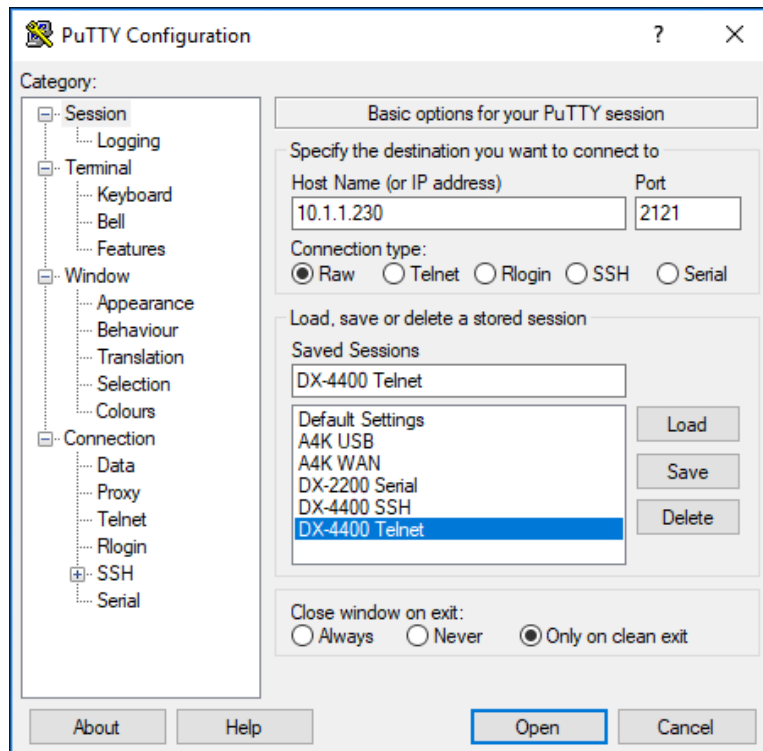 PuTTY Configuration
?
Category:
Session
Logging
Terminal
Keyboard
Bell
Features
Window
Appearance
Behaviour
Translation
Selection
Colours
Connection
Data
Proxy
Telnet
Rlogin
SSH
Serial
Basic options for your PuTTY session
Specify the destination you want to connect to
Host Name (or IP address) Port
10.1.1.230 2121
Connection type:
Raw Telnet Rlogin SSH Serial
Load, save or delete a stored session
Saved Sessions
DX-4400 Telnet
Default Settings
A4K USB
A4K WAN
DX-2200 Serial
DX-4400 SSH
DX-4400 Telnet
Load
Save
Delete
Close window on exit:
Always Never Only on clean exit
About Help Open Cancel